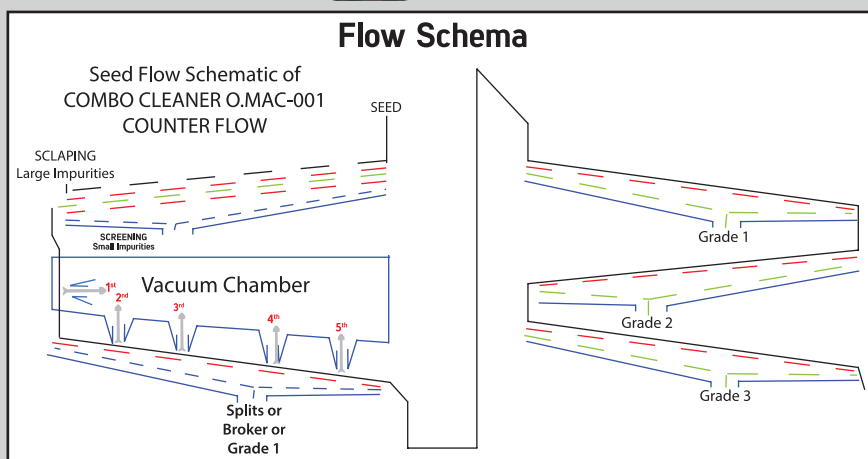 Flow Schema
Seed Flow Schematic of
COMBO CLEANER O.MAC-001
COUNTER FLOW
SEED
SCLAPING
Large Impurities
SCREENING
Small Impurities
Vacuum Chamber
1st
2nd
3rd
4th
5th
Splits or
Broker or
Grade 1
Grade 1
Grade 2
Grade 3